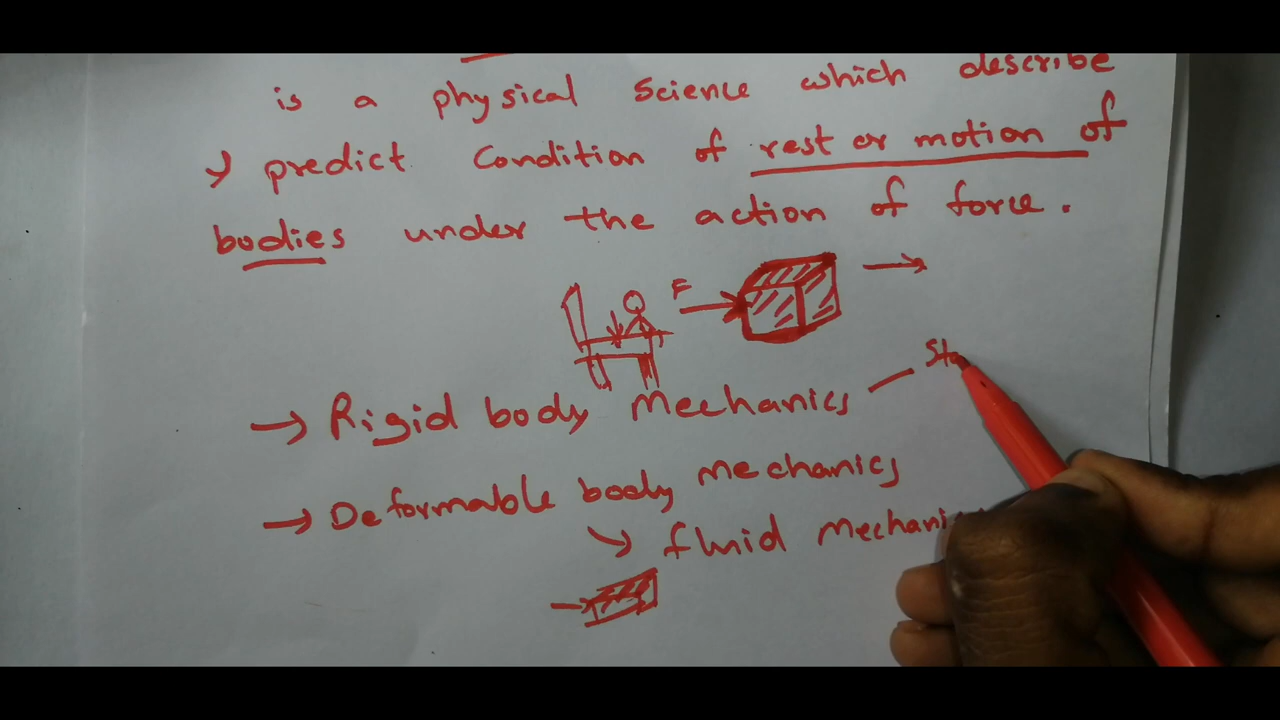 is a physical science which describe
> predict condition of rest or motion of
bodies under the action of force.
F
→ Rigid body Mechanics — Sta
→ Deformable body mechanics
↘ fluid mechani